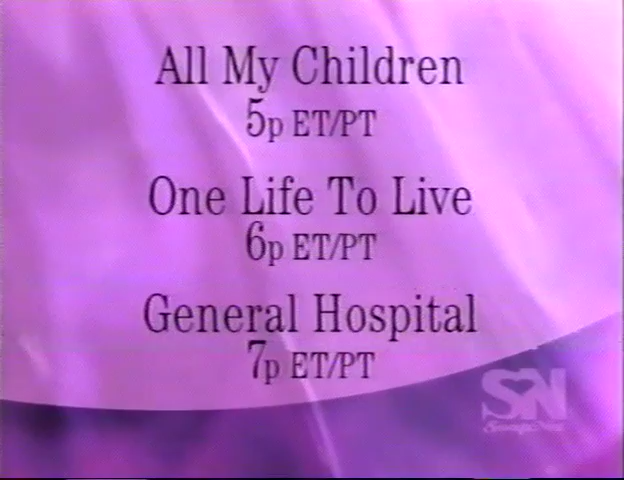 All My Children
5p ET/PT
One Life To Live
6p ET/PT
General Hospital
7p ET/PT
SN
SoapNet